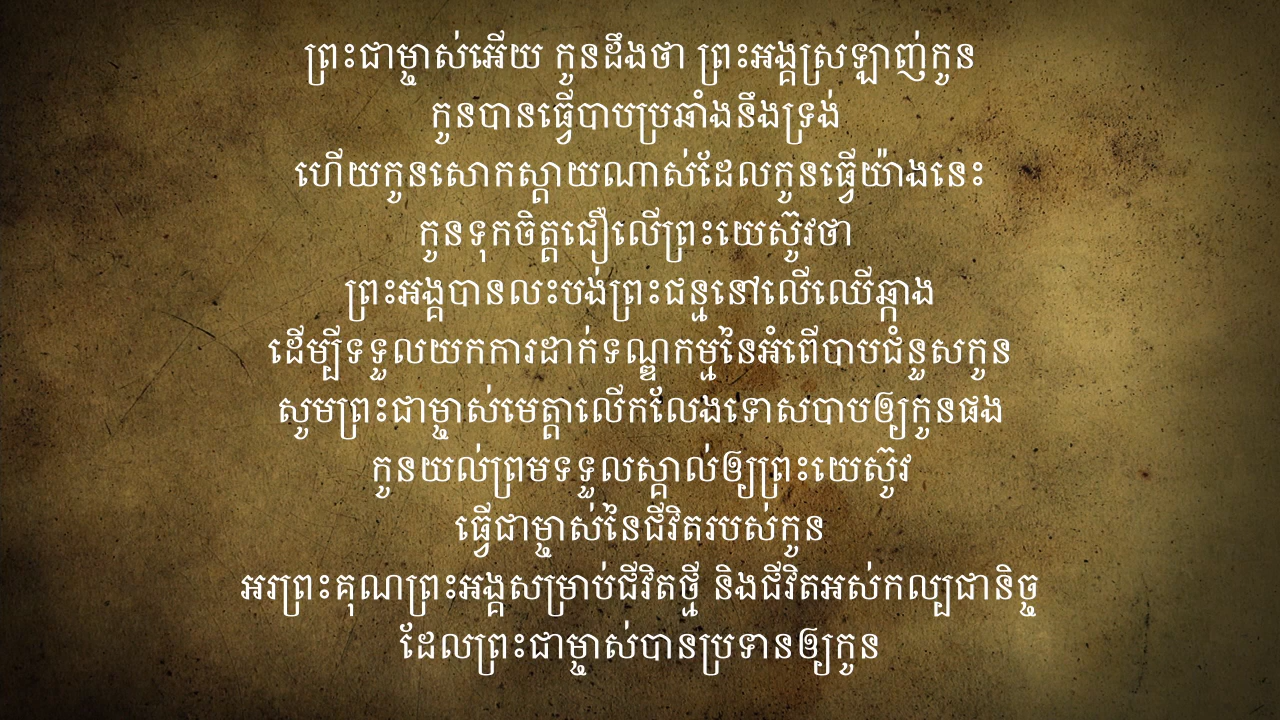 ព្រះជាម្ចាស់អើយ កូនដឹងថា ព្រះអង្គស្រឡាញ់កូន
កូនបានធ្វើបាបប្រឆាំងនឹងទ្រង់
ហើយកូនសោកស្តាយណាស់ដែលកូនធ្វើយ៉ាងនេះ
កូនទុកចិត្តជឿលើព្រះយេស៊ូវថា
ព្រះអង្គបានលះបង់ព្រះជន្មនៅលើឈើឆ្កាង
ដើម្បីទទួលយកការដាក់ទណ្ឌកម្មនៃអំពើបាបជំនួសកូន
សូមព្រះជាម្ចាស់មេត្តាលើកលែងទោសបាបឲ្យកូនផង
កូនយល់ព្រមទទួលស្គាល់ឲ្យព្រះយេស៊ូវ
ធ្វើជាម្ចាស់នៃជីវិតរបស់កូន
អរព្រះគុណព្រះអង្គសម្រាប់ជីវិតថ្មី និងជីវិតអស់កល្បជានិច្ច
ដែលព្រះជាម្ចាស់បានប្រទានឲ្យកូន